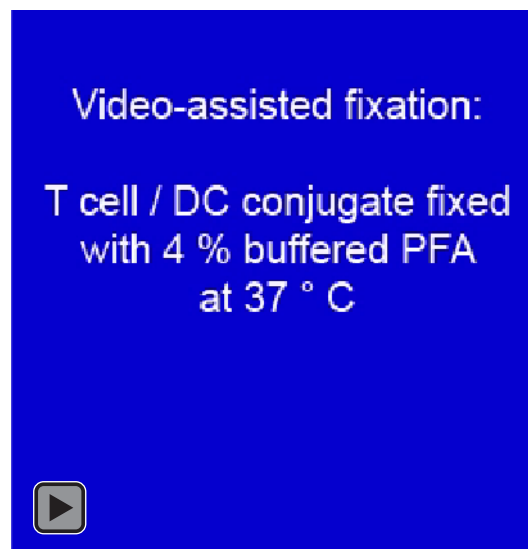 Video-assisted fixation:
T cell / DC conjugate fixed
with 4 % buffered PFA
at 37 ° C